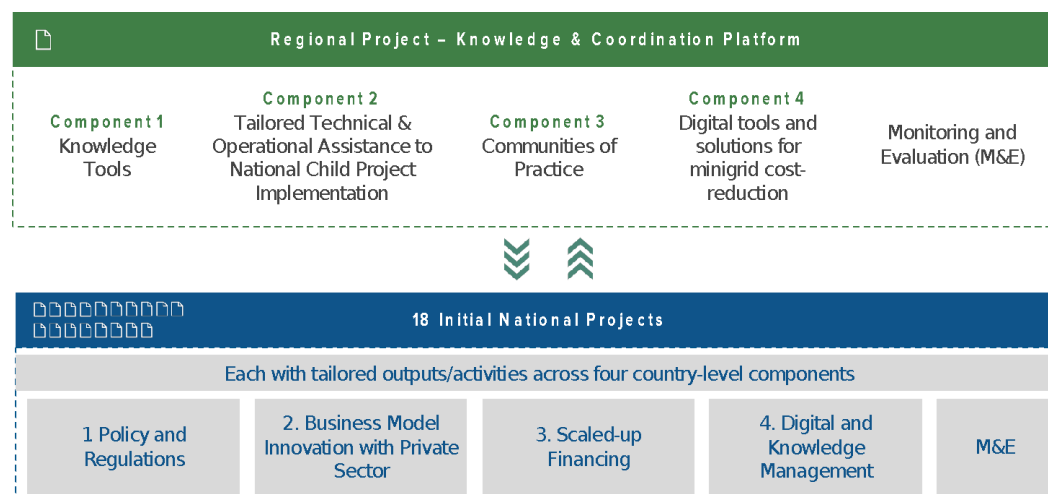 Regional Project – Knowledge & Coordination Platform
Component 1
Knowledge
Tools
Component 2
Tailored Technical &
Operational Assistance to
National Child Project
Implementation
Component 3
Communities of
Practice
Component 4
Digital tools and
solutions for
minigrid cost-
reduction
Monitoring and
Evaluation (M&E)
18 Initial National Projects
Each with tailored outputs/activities across four country-level components
1 Policy and
Regulations
2. Business Model
Innovation with Private
Sector
3. Scaled-up
Financing
4. Digital and
Knowledge
Management
M&E